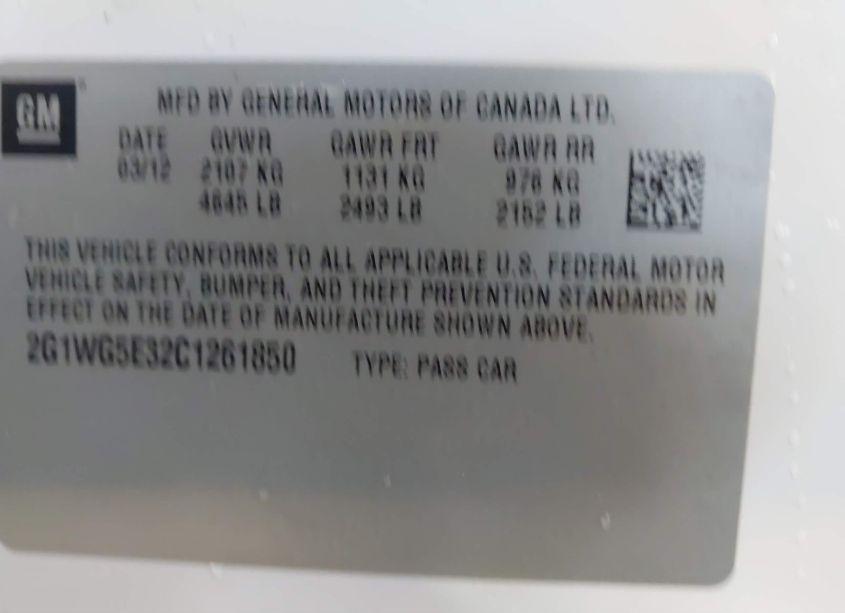 GM
MFD BY GENERAL MOTORS OF CANADA LTD.
DATE GVWR GAWR FRT GAWR RR
03/12 2107 KG 1131 KG 976 KG
4645 LB 2493 LB 2152 LB
THIS VEHICLE CONFORMS TO ALL APPLICABLE U.S. FEDERAL MOTOR
VEHICLE SAFETY, BUMPER, AND THEFT PREVENTION STANDARDS IN
EFFECT ON THE DATE OF MANUFACTURE SHOWN ABOVE.
2G1WG5E32C1261850 TYPE: PASS CAR